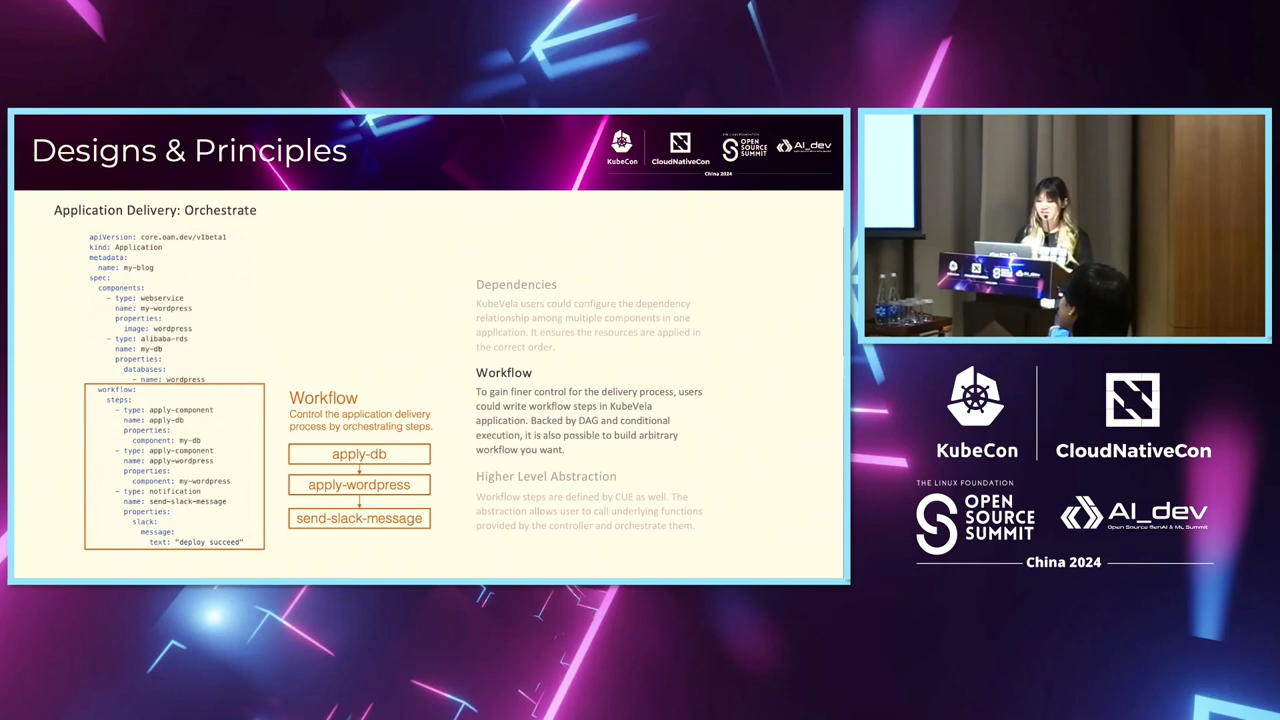 Designs & Principles
KubeCon
CloudNativeCon
THE LINUX FOUNDATION
OPEN
SOURCE
SUMMIT
AI_dev
China 2024
Application Delivery: Orchestrate
apiVersion: core.oam.dev/v1beta1
kind: Application
metadata:
name: my-blog
spec:
components:
- type: webservice
name: my-wordpress
properties:
image: wordpress
- type: alibaba-rds
name: my-db
properties:
databases:
- name: wordpress
workflow:
steps:
- type: apply-component
name: apply-db
properties:
component: my-db
- type: apply-component
name: apply-wordpress
properties:
component: my-wordpress
- type: notification
name: send-slack-message
properties:
slack:
message:
text: "deploy succeed"
Workflow
Control the application delivery
process by orchestrating steps.
apply-db
apply-wordpress
send-slack-message
Dependencies
KubeVela users could configure the dependency
relationship among multiple components in one
application. It ensures the resources are applied in
the correct order.
Workflow
To gain finer control for the delivery process, users
could write workflow steps in KubeVela
application. Backed by DAG and conditional
execution, it is also possible to build arbitrary
workflow you want.
Higher Level Abstraction
Workflow steps are defined by CUE as well. The
abstraction allows user to call underlying functions
provided by the controller and orchestrate them.
KubeCon
CloudNativeCon
THE LINUX FOUNDATION
OPEN
SOURCE
SUMMIT
AI_dev
Open Source GenAI & ML Summit
China 2024